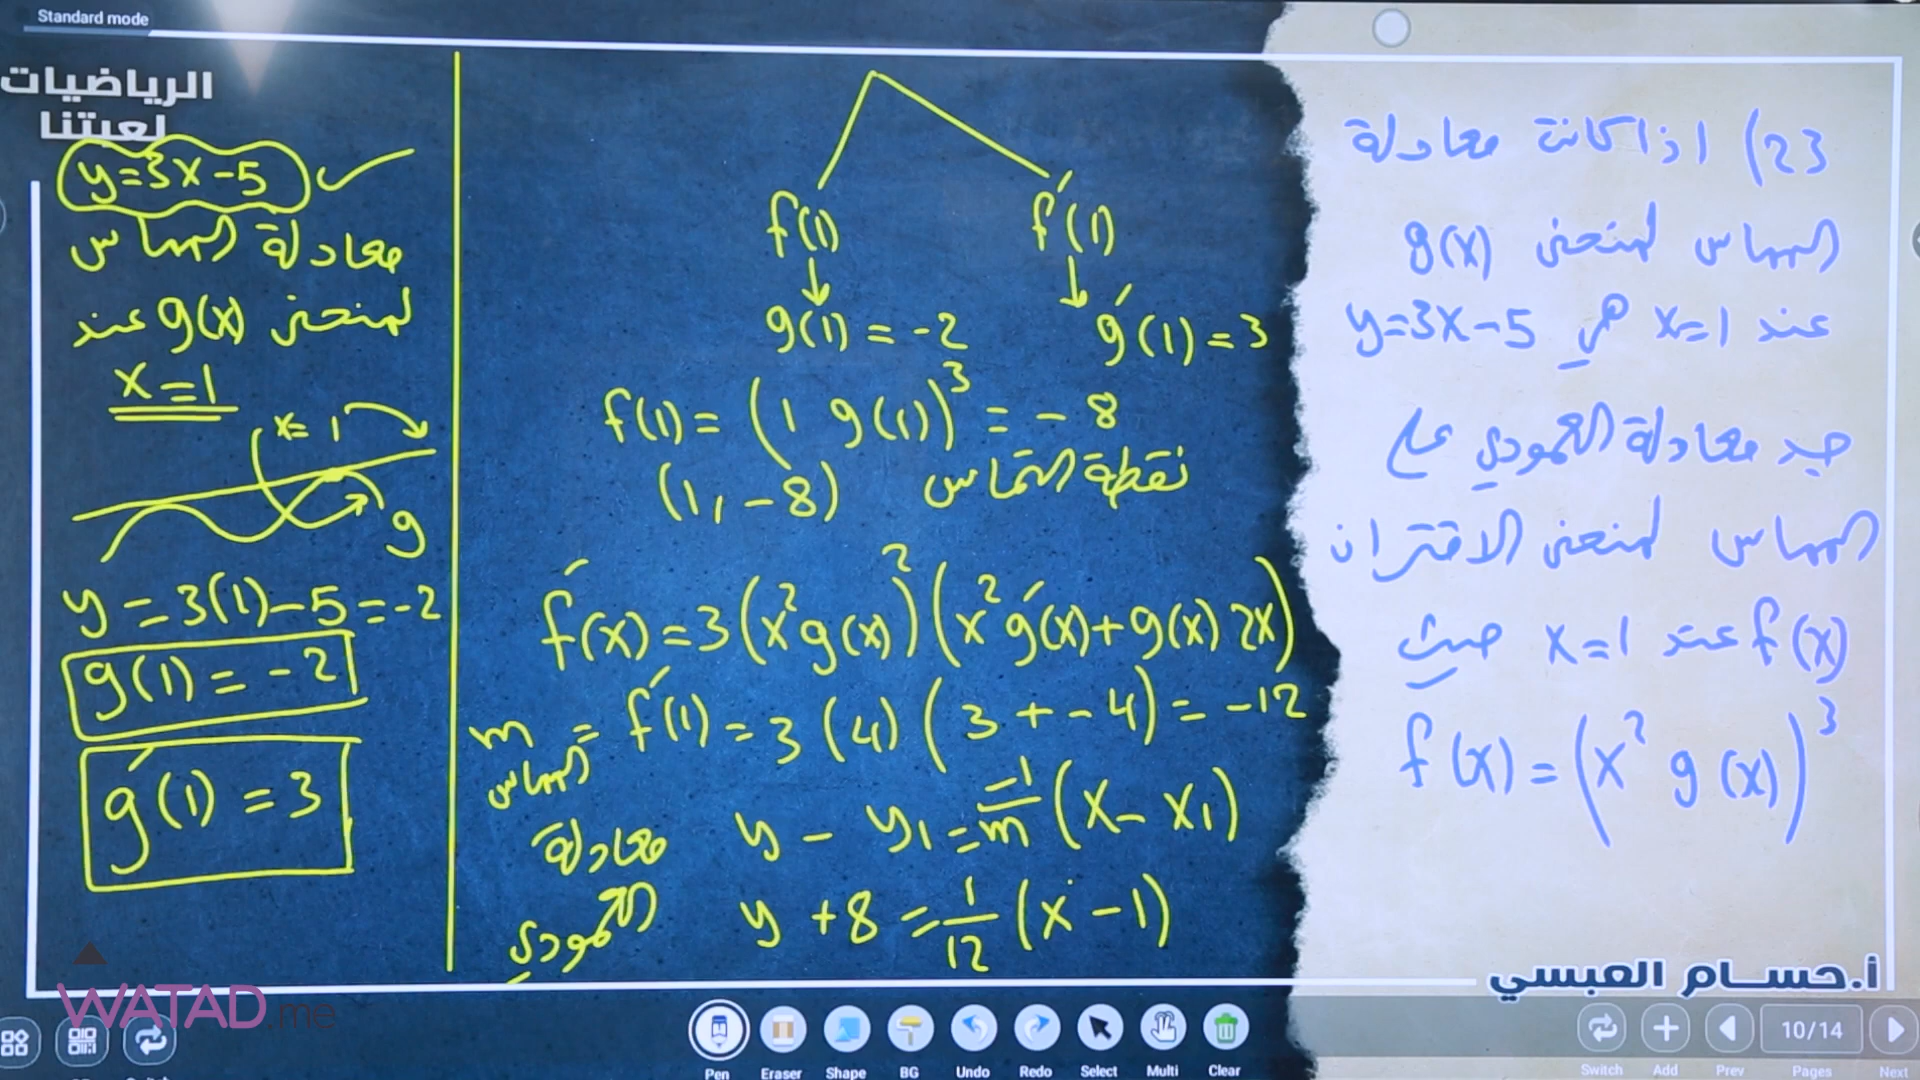 Standard mode
الرياضيات
لعبتنا
23) اذا كانت معادلة
المماس لمنحنى g(x)
عند x=1 هي y=3x-5
جد معادلة العمودي على
المماس لمنحنى الاقتران
f(x) عند x=1 حيث
f(x) = (x² g(x))³
y=3x-5
معادلة المماس
لمنحنى g(x) عند
x=1
x=1
g
y = 3(1)-5 = -2
g(1) = -2
g′(1) = 3
f(1) f′(1)
g(1) = -2 g′(1) = 3
f(1) = (1 g(1))³ = -8
(1, -8) نقطة التماس
f′(x) = 3(x² g(x))² (x² g′(x) + g(x) 2x)
m المماس = f′(1) = 3(4)(3 + -4) = -12
معادلة العمودي
y - y₁ = -1/m (x - x₁)
y + 8 = 1/12 (x - 1)
أ.حسام العبسي
WATAD.me
Pen Eraser Shape BG Undo Redo Select Multi Clear
10/14
Switch Add Prev Pages Next